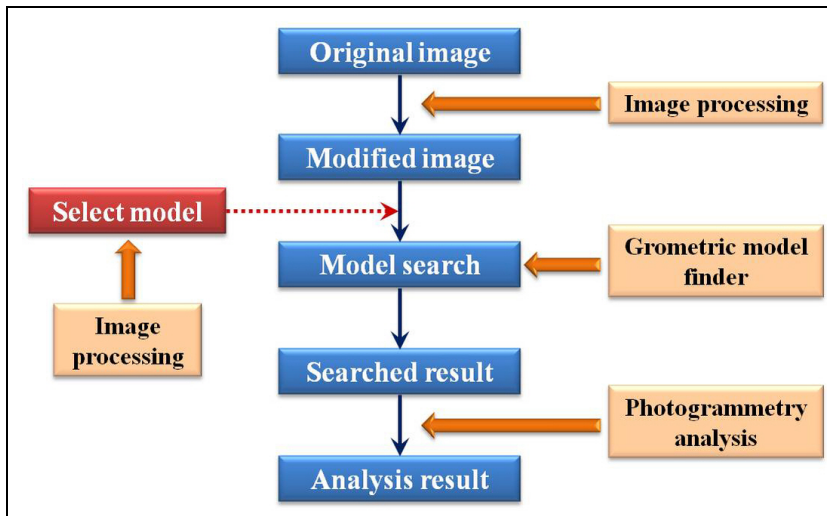 Original image
Image processing
Modified image
Select model
Model search
Grometric model
finder
Image
processing
Searched result
Photogrammetry
analysis
Analysis result